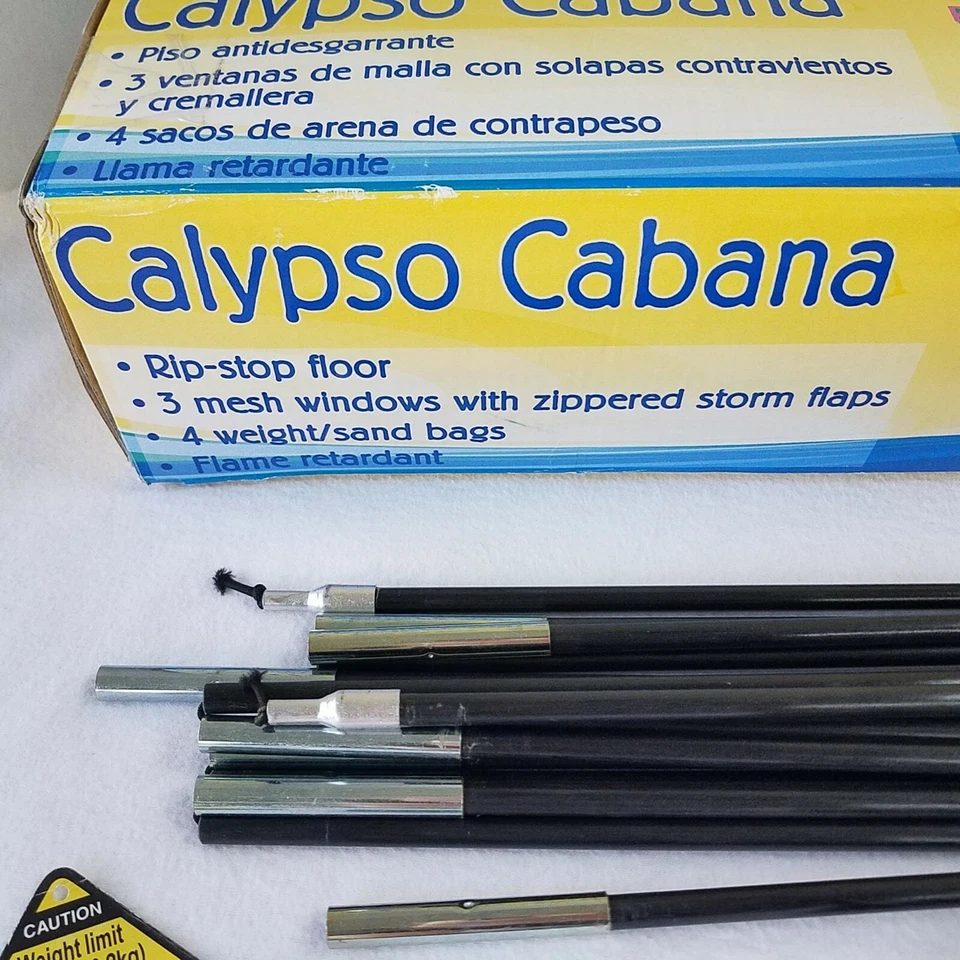 Calypso Cabana
• Piso antidesgarrante
• 3 ventanas de malla con solapas contravientos
y cremallera
• 4 sacos de arena de contrapeso
• Llama retardante
Calypso Cabana
• Rip-stop floor
• 3 mesh windows with zippered storm flaps
• 4 weight/sand bags
• Flame retardant
CAUTION
Weight limit